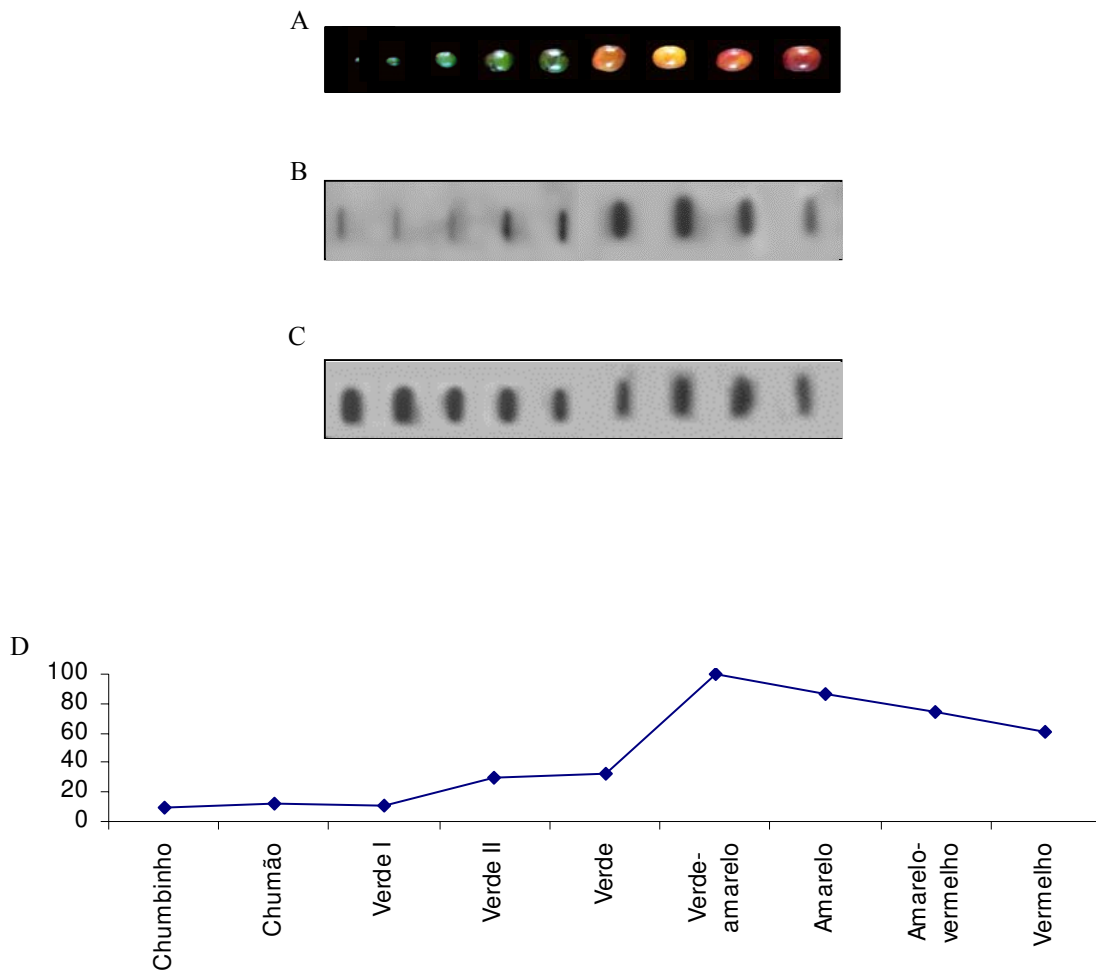 A
B
C
D
100
80
60
40
20
0
Chumbinho
Chumão
Verde I
Verde II
Verde
Verde-
amarelo
Amarelo
Amarelo-
vermelho
Vermelho